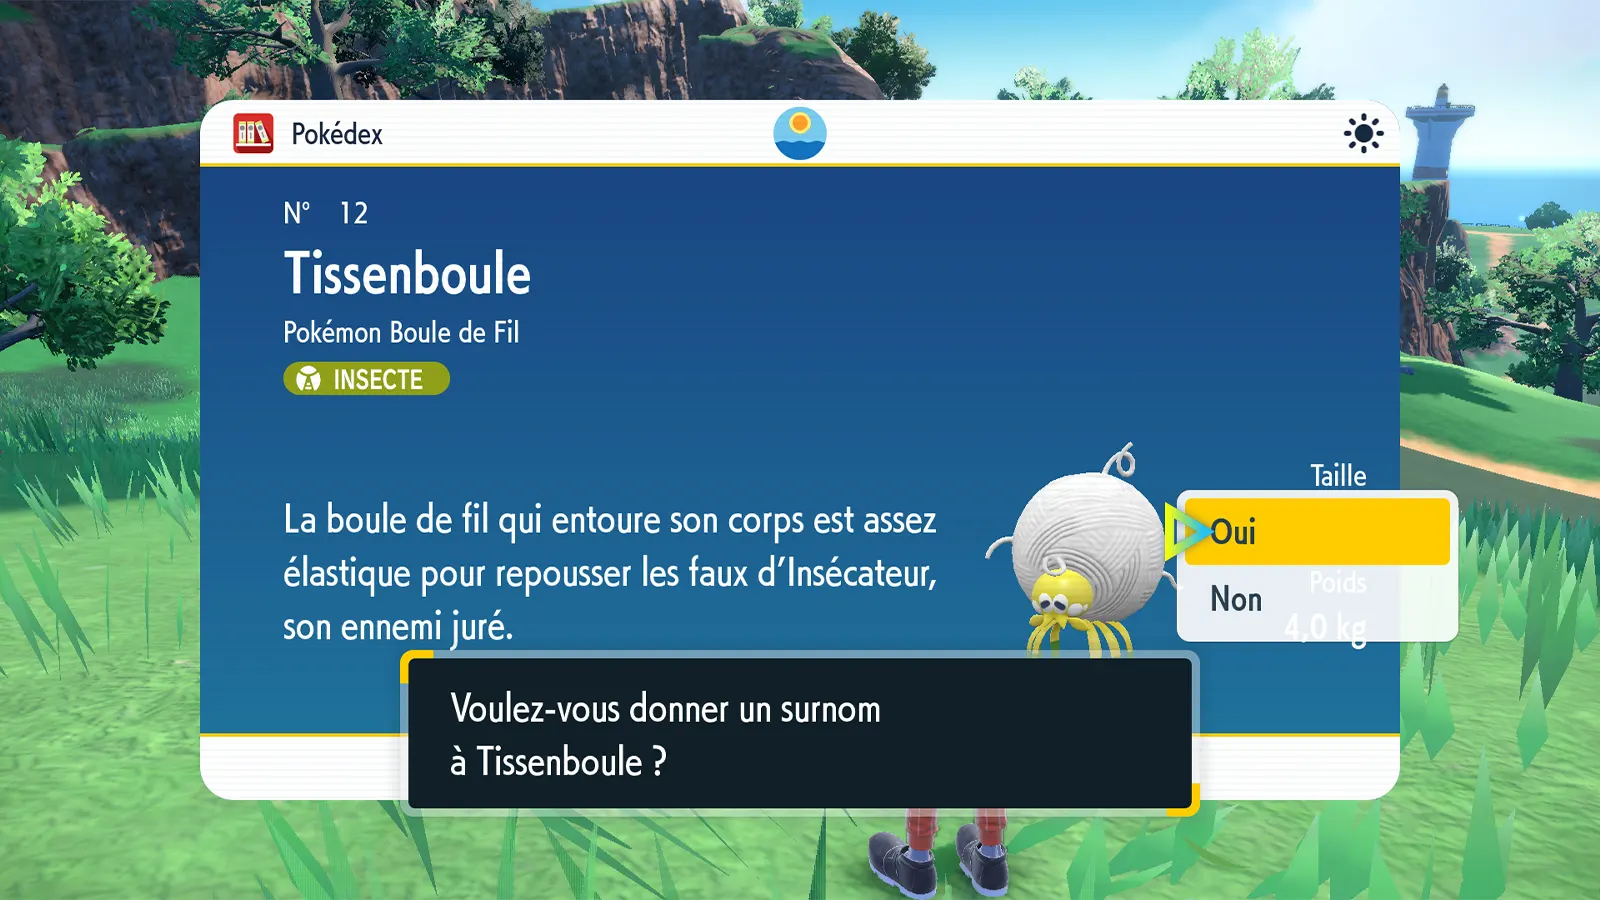 Pokédex
N° 12
Tissenboule
Pokémon Boule de Fil
INSECTE
La boule de fil qui entoure son corps est assez
élastique pour repousser les faux d’Insécateur,
son ennemi juré.
Taille
Oui
Poids
Non
4,0 kg
Voulez-vous donner un surnom
à Tissenboule ?